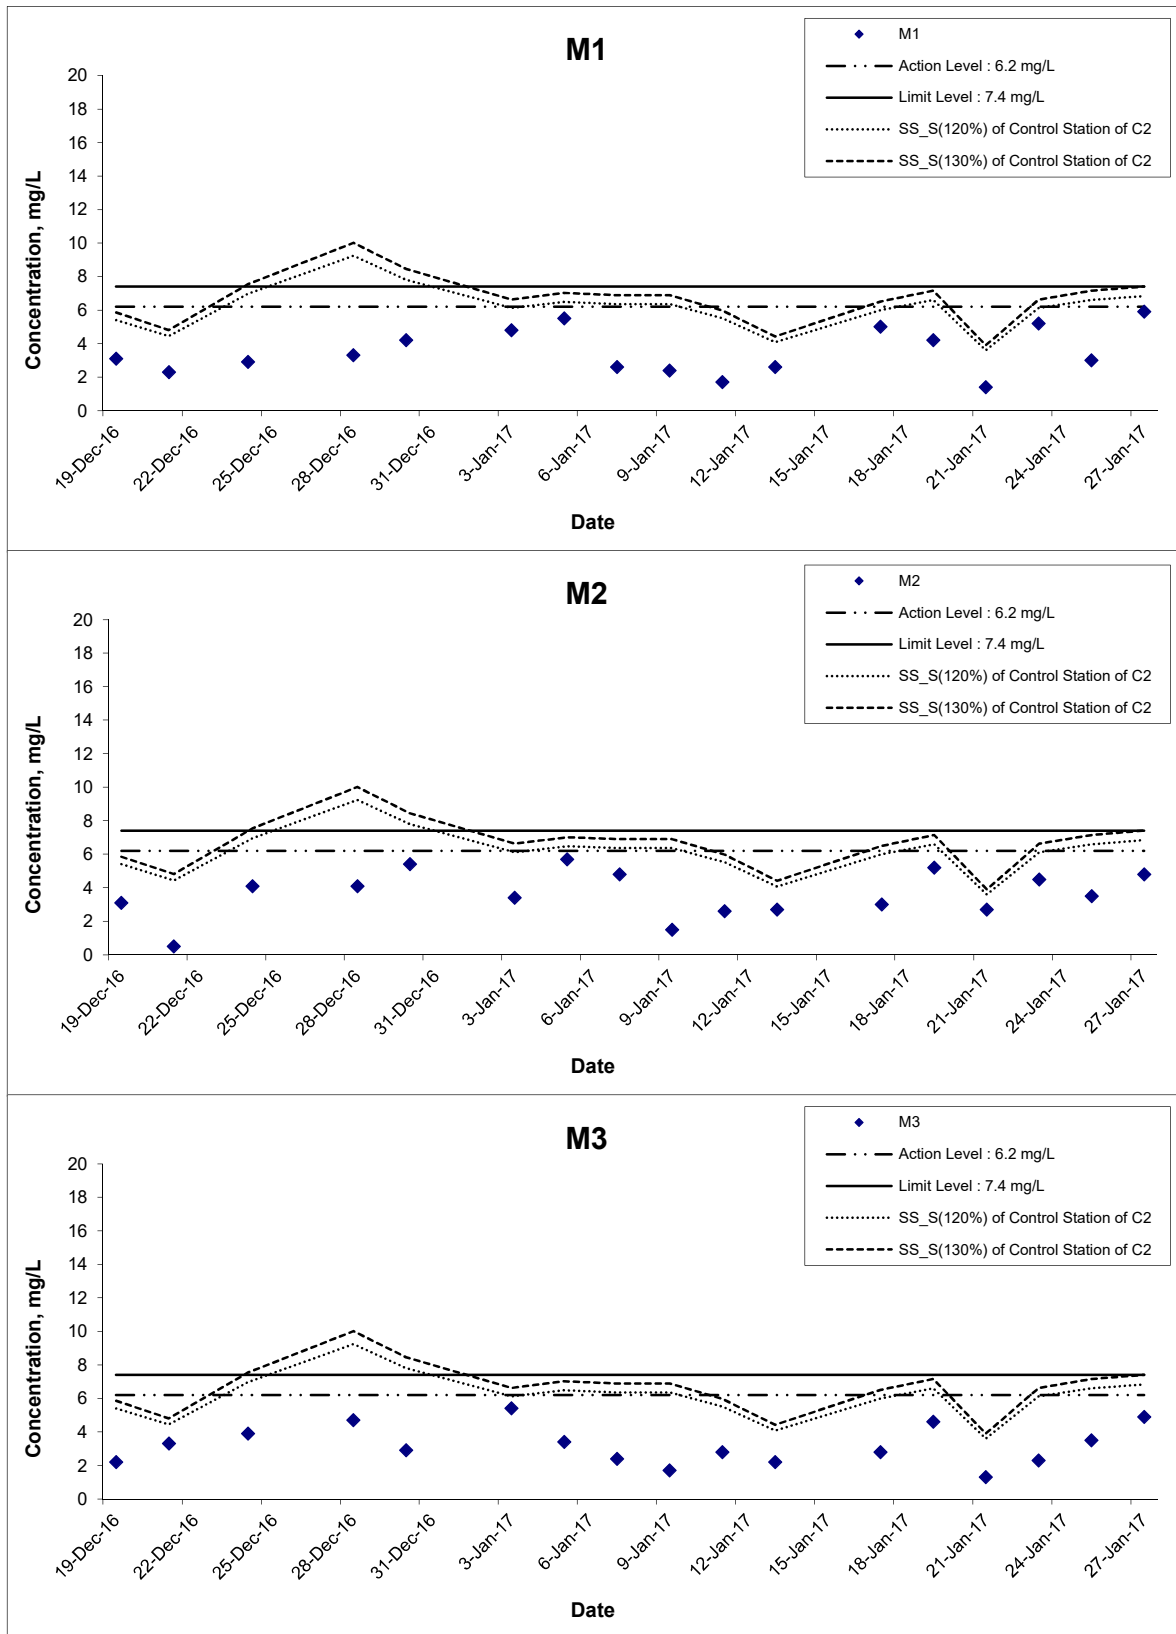 M1
M1
Action Level : 6.2 mg/L
Limit Level : 7.4 mg/L
SS_S(120%) of Control Station of C2
SS_S(130%) of Control Station of C2
Concentration, mg/L
20
18
16
14
12
10
8
6
4
2
0
19-Dec-16
22-Dec-16
25-Dec-16
28-Dec-16
31-Dec-16
3-Jan-17
6-Jan-17
9-Jan-17
12-Jan-17
15-Jan-17
18-Jan-17
21-Jan-17
24-Jan-17
27-Jan-17
Date
M2
M2
Action Level : 6.2 mg/L
Limit Level : 7.4 mg/L
SS_S(120%) of Control Station of C2
SS_S(130%) of Control Station of C2
Concentration, mg/L
20
18
16
14
12
10
8
6
4
2
0
19-Dec-16
22-Dec-16
25-Dec-16
28-Dec-16
31-Dec-16
3-Jan-17
6-Jan-17
9-Jan-17
12-Jan-17
15-Jan-17
18-Jan-17
21-Jan-17
24-Jan-17
27-Jan-17
Date
M3
M3
Action Level : 6.2 mg/L
Limit Level : 7.4 mg/L
SS_S(120%) of Control Station of C2
SS_S(130%) of Control Station of C2
Concentration, mg/L
20
18
16
14
12
10
8
6
4
2
0
19-Dec-16
22-Dec-16
25-Dec-16
28-Dec-16
31-Dec-16
3-Jan-17
6-Jan-17
9-Jan-17
12-Jan-17
15-Jan-17
18-Jan-17
21-Jan-17
24-Jan-17
27-Jan-17
Date